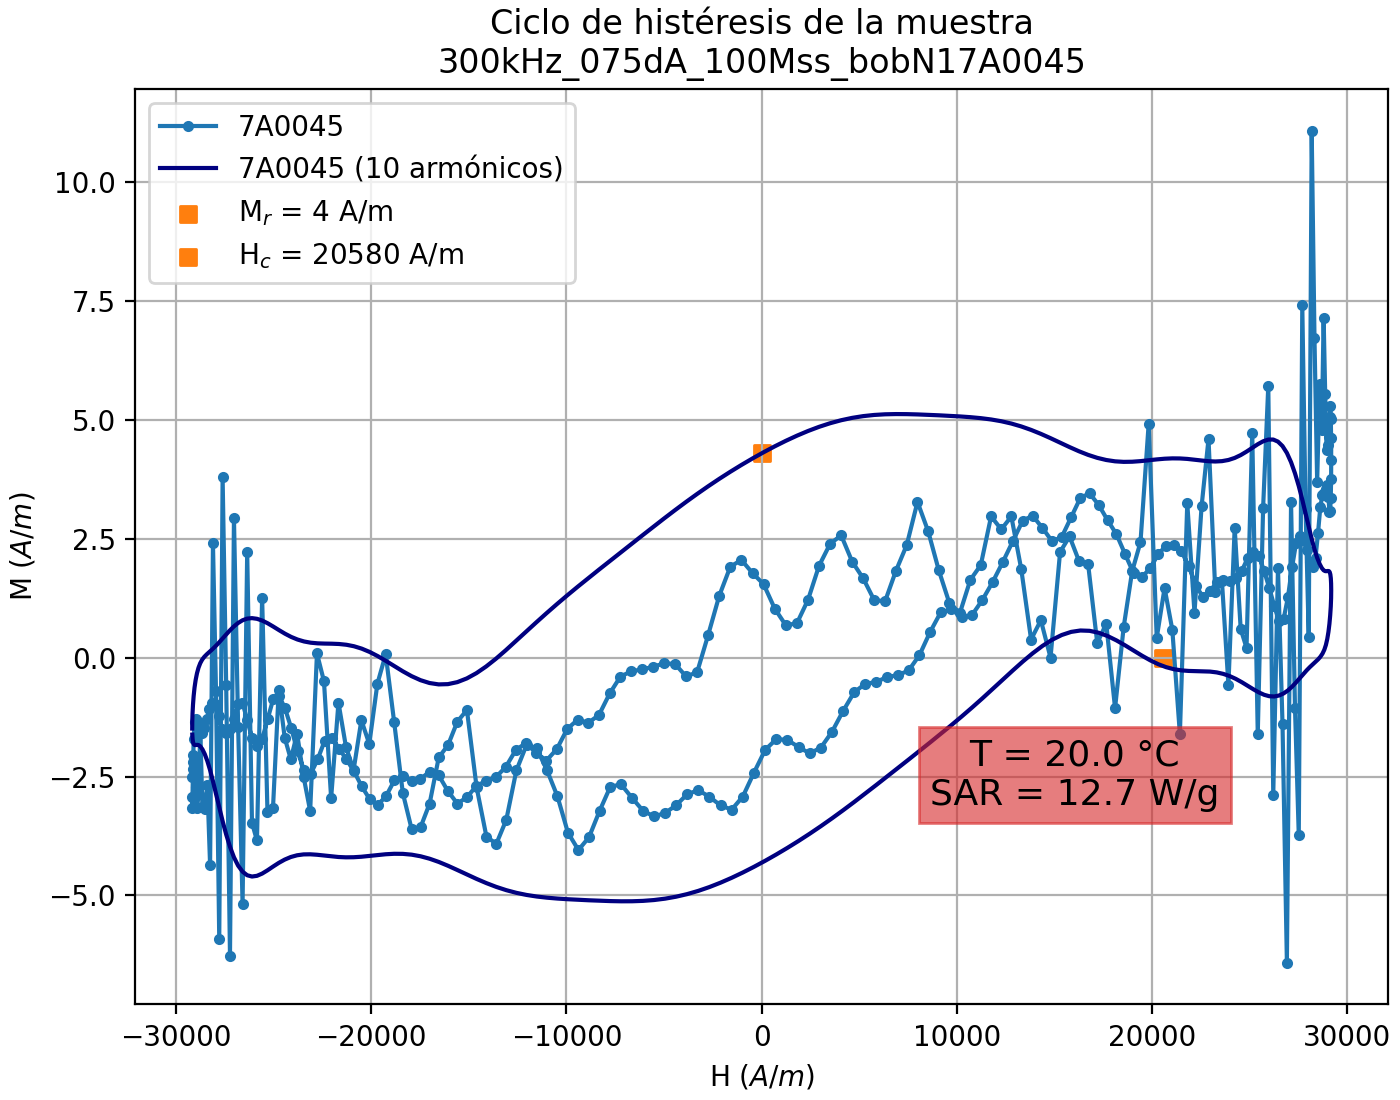 Ciclo de histéresis de la muestra
300kHz_075dA_100Mss_bobN17A0045
7A0045
7A0045 (10 armónicos)
Mᵣ = 4 A/m
H_c = 20580 A/m
10.0
7.5
5.0
2.5
0.0
−2.5
−5.0
M (A/m)
T = 20.0 °C
SAR = 12.7 W/g
−30000 −20000 −10000 0 10000 20000 30000
H (A/m)